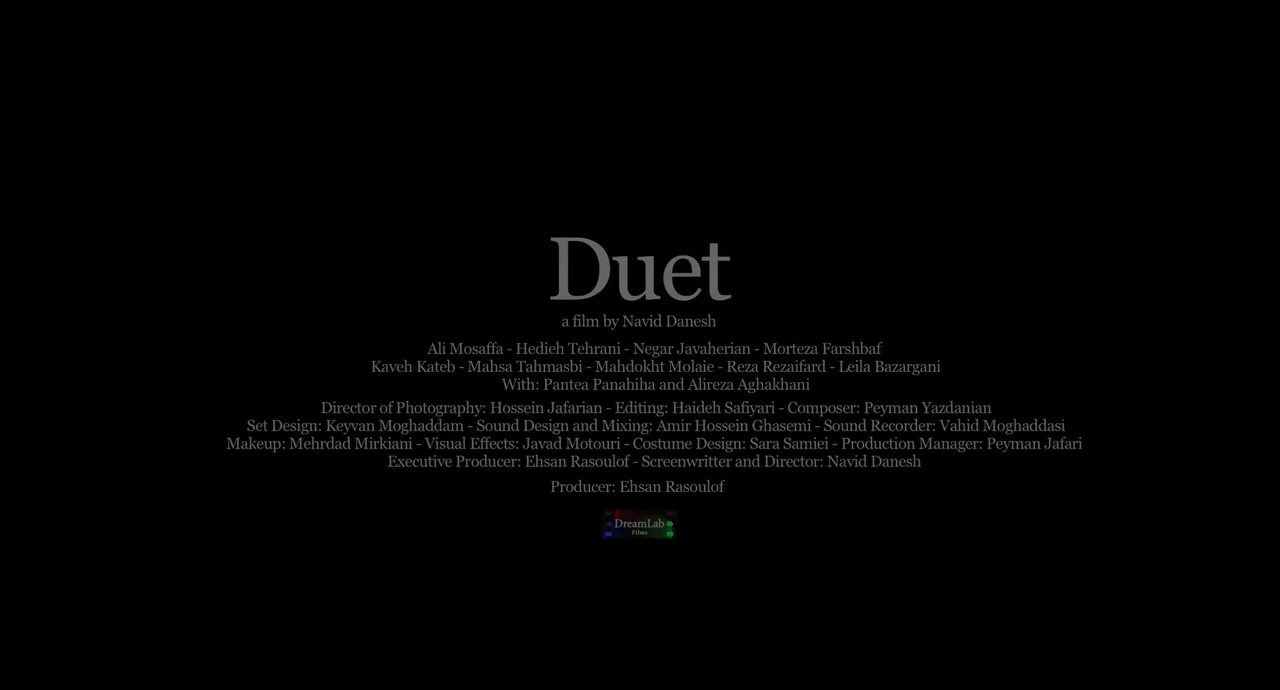 Duet
a film by Navid Danesh
Ali Mosaffa - Hedieh Tehrani - Negar Javaherian - Morteza Farshbaf
Kaveh Kateb - Mahsa Tahmasbi - Mahdokht Molaie - Reza Rezaifard - Leila Bazargani
With: Pantea Panahiha and Alireza Aghakhani
Director of Photography: Hossein Jafarian - Editing: Haideh Safiyari - Composer: Peyman Yazdanian
Set Design: Keyvan Moghaddam - Sound Design and Mixing: Amir Hossein Ghasemi - Sound Recorder: Vahid Moghaddasi
Makeup: Mehrdad Mirkiani - Visual Effects: Javad Motouri - Costume Design: Sara Samiei - Production Manager: Peyman Jafari
Executive Producer: Ehsan Rasoulof - Screenwritter and Director: Navid Danesh
Producer: Ehsan Rasoulof
DreamLab
Films